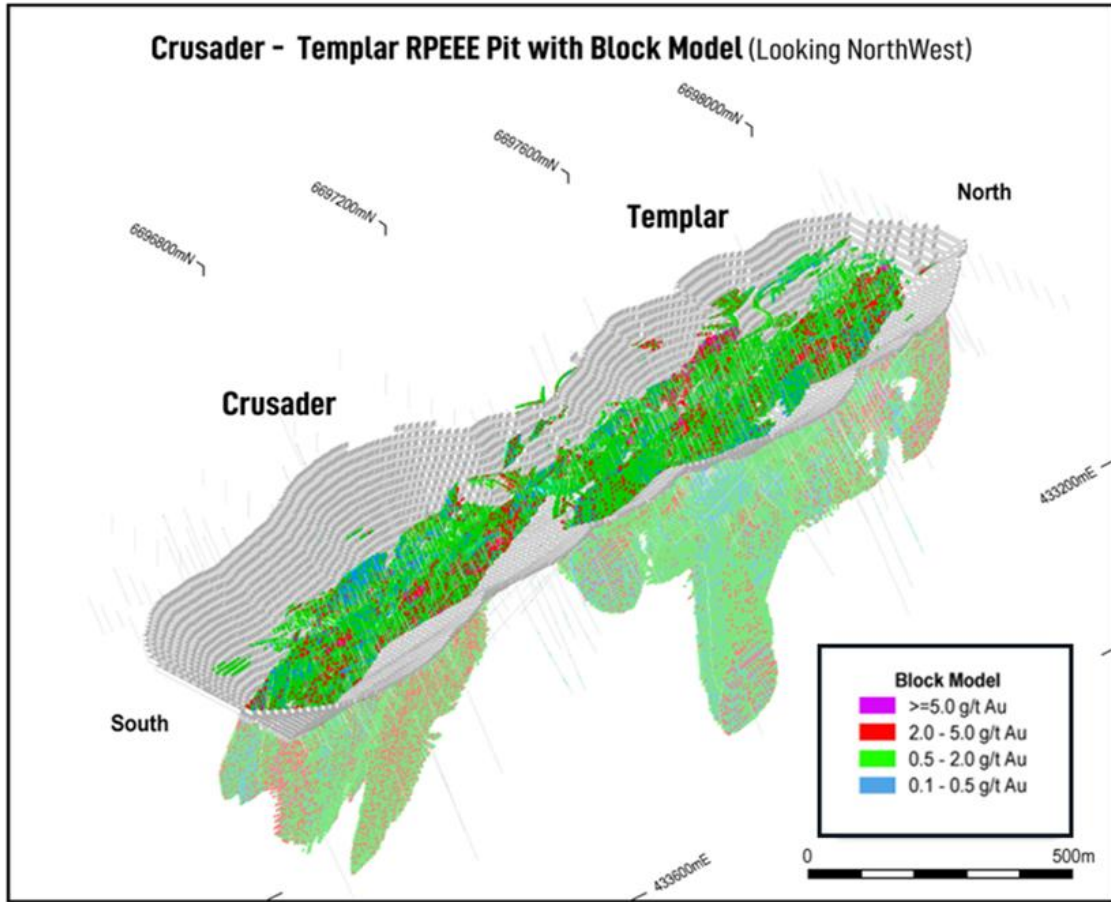 Crusader - Templar RPEEE Pit with Block Model (Looking NorthWest)
6698000mN
6697600mN
6697200mN
6696800mN
North
Templar
Crusader
433200mE
South
Block Model
>=5.0 g/t Au
2.0 - 5.0 g/t Au
0.5 - 2.0 g/t Au
0.1 - 0.5 g/t Au
0
500m
433600mE